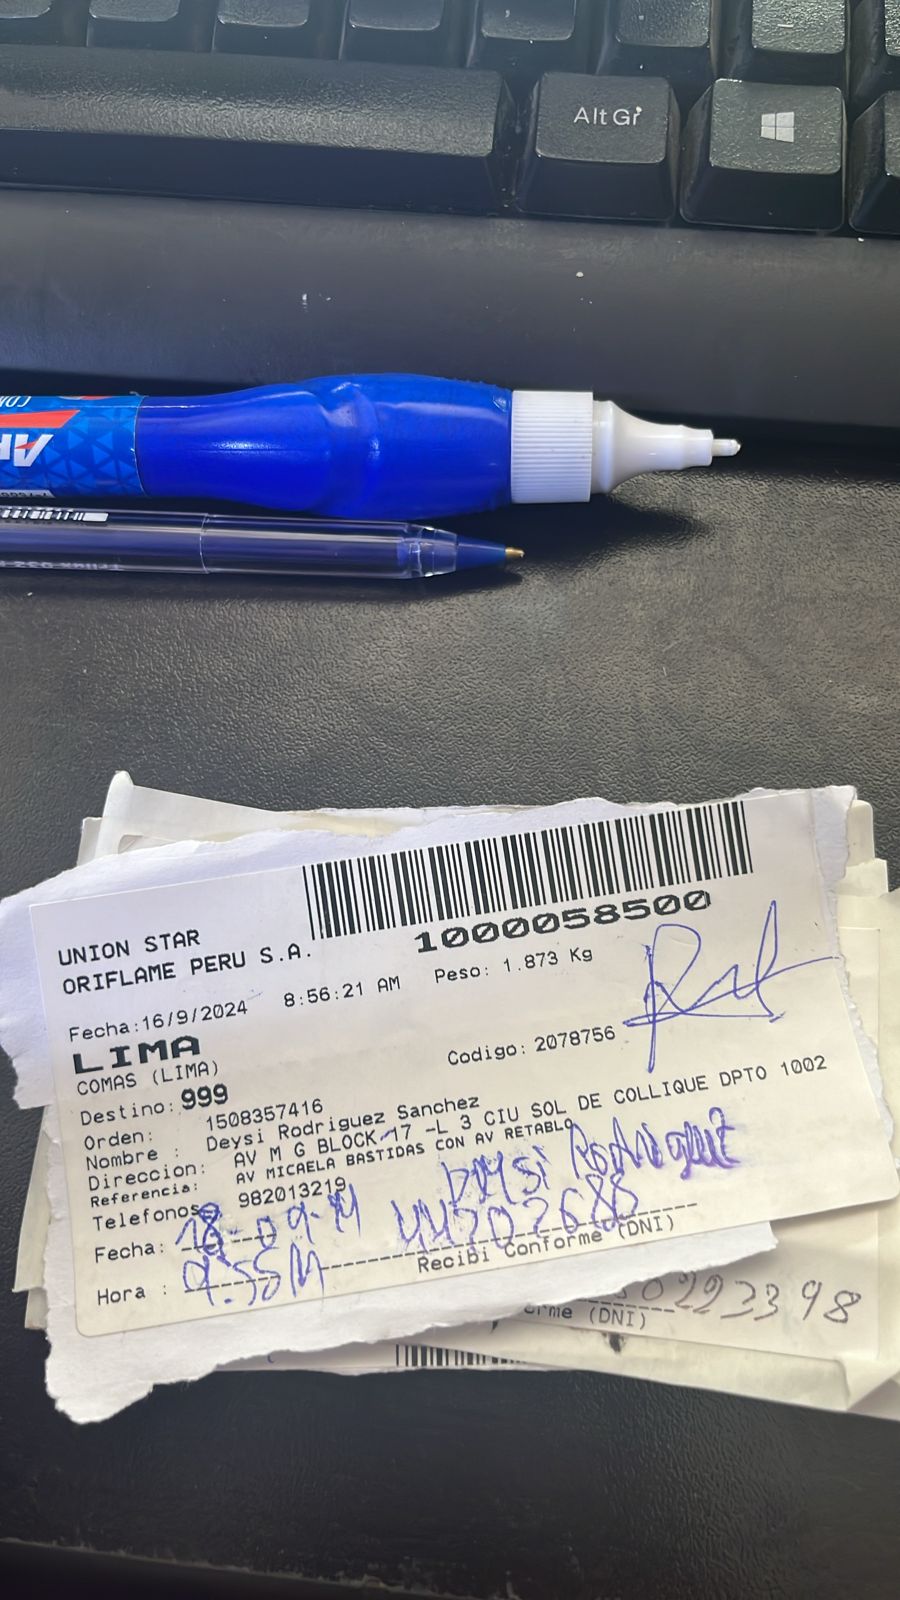 Alt Gr
UNION STAR
ORIFLAME PERU S.A.
1000058500
Fecha:16/9/2024 8:56:21 AM Peso: 1.873 Kg
LIMA
COMAS (LIMA)
Codigo: 2078756
Destino: 999
Orden: 1508357416
Nombre : Deysi Rodriguez Sanchez
Direccion: AV M G BLOCK 17 -L 3 CIU SOL DE COLLIQUE DPTO 1002
Referencia: AV MICAELA BASTIDAS CON AV RETABLO
Telefonos 982013219
Deysi Rodriguez
Fecha: 18-09-
Recibi Conforme (DNI)
Hora :
(DNI)